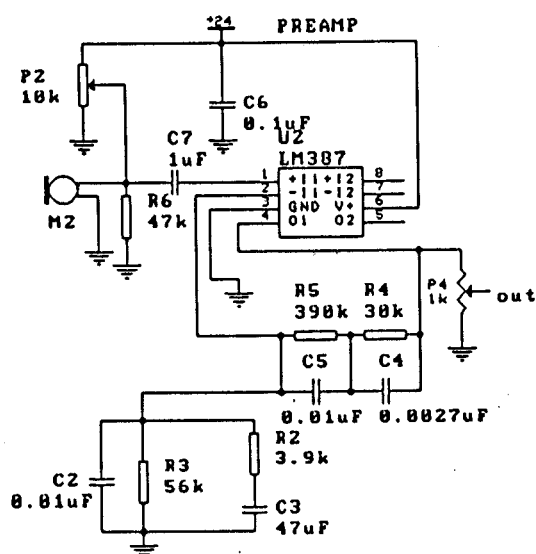 +24
PREAMP
P2
10k
C6
0.1uF
C7
1uF
U2
LM387
1 +I1 +I2 8
2 -I1 -I2 7
3 GND V+ 6
4 O1 O2 5
M2
R6
47k
P4
1k
out
R5
390k
R4
30k
C5
0.01uF
C4
0.0027uF
C2
0.01uF
R3
56k
R2
3.9k
C3
47uF